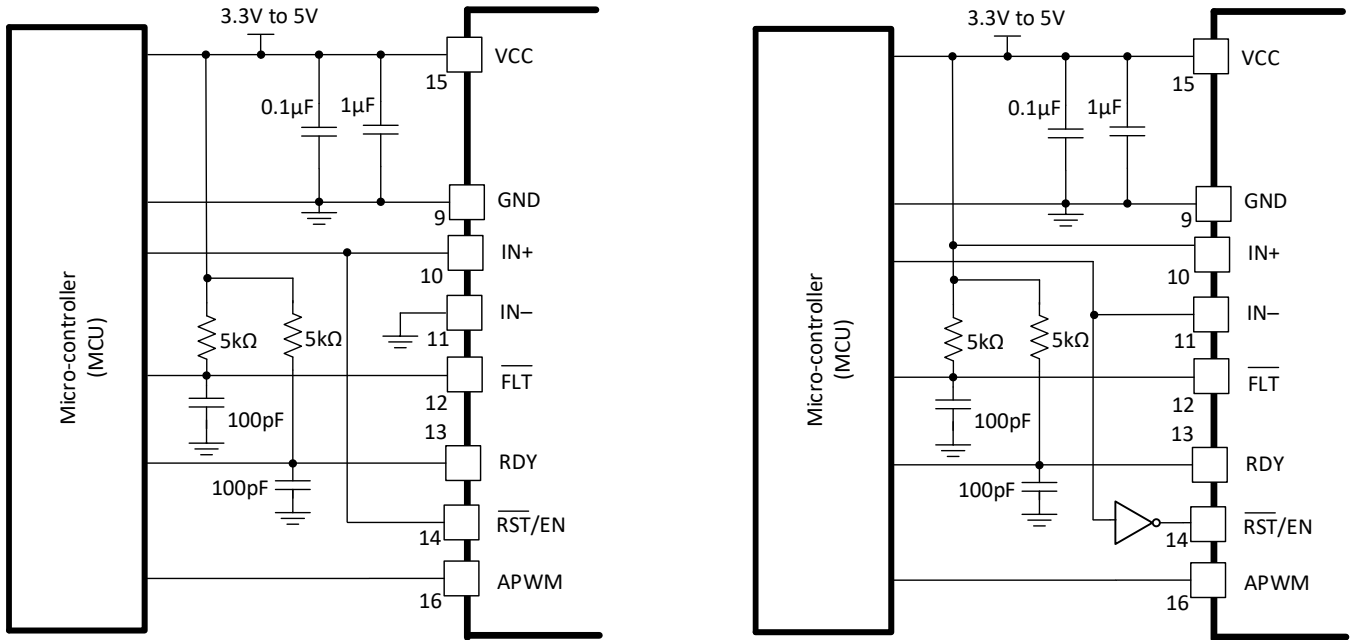 3.3V to 5V
VCC
15
0.1µF
1µF
GND
9
IN+
10
IN–
11
5kΩ
5kΩ
Micro-controller
(MCU)
FLT
12
100pF
13
RDY
100pF
RST/EN
14
APWM
16
3.3V to 5V
VCC
15
0.1µF
1µF
GND
9
IN+
10
IN–
11
5kΩ
5kΩ
Micro-controller
(MCU)
FLT
12
100pF
13
RDY
100pF
RST/EN
14
APWM
16